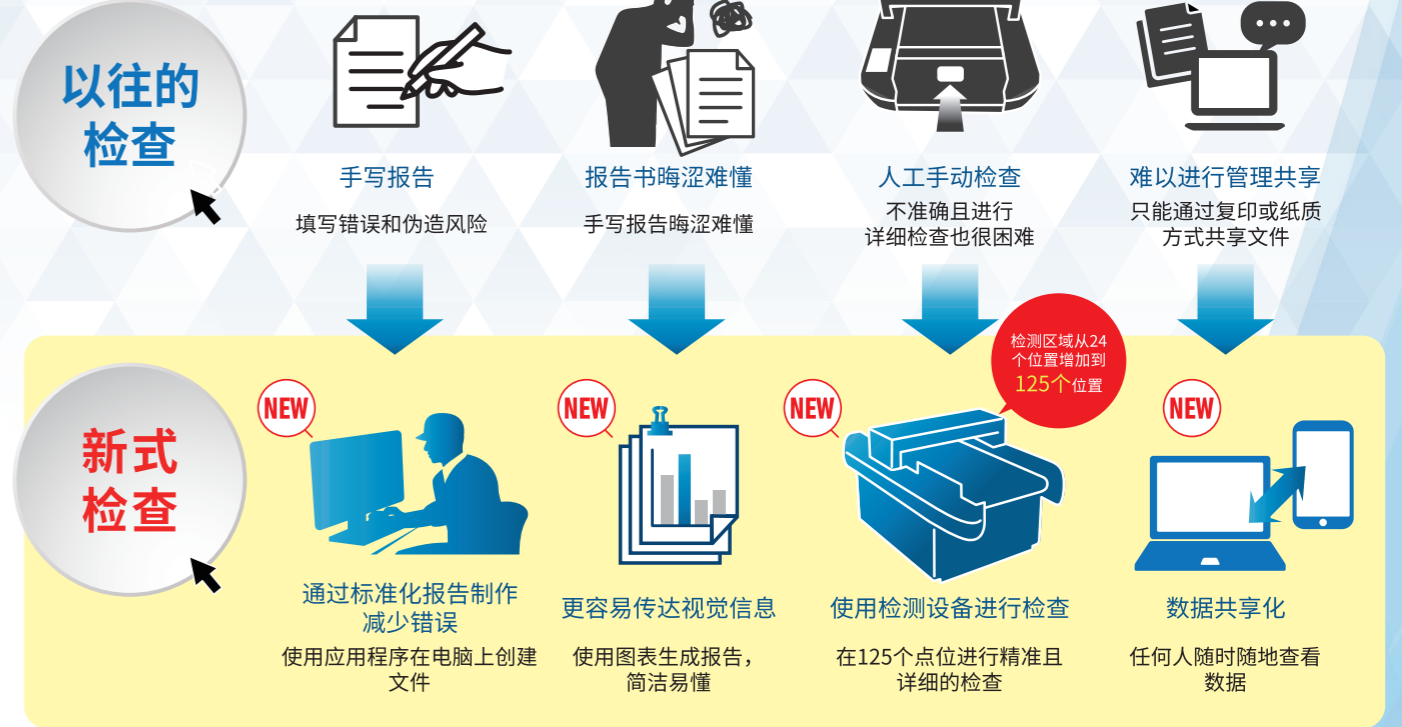 以往的
检查
手写报告
填写错误和伪造风险
报告书晦涩难懂
手写报告晦涩难懂
人工手动检查
不准确且进行
详细检查也很困难
难以进行管理共享
只能通过复印或纸质
方式共享文件
检测区域从24
个位置增加到
125个位置
新式
检查
NEW
通过标准化报告制作
减少错误
使用应用程序在电脑上创建
文件
NEW
更容易传达视觉信息
使用图表生成报告，
简洁易懂
NEW
使用检测设备进行检查
在125个点位进行精准且
详细的检查
NEW
数据共享化
任何人随时随地查看
数据